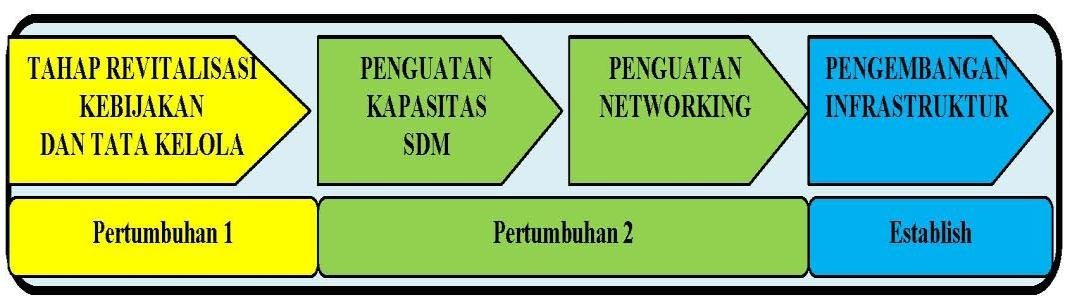 TAHAP REVITALISASI
KEBIJAKAN
DAN TATA KELOLA
PENGUATAN
KAPASITAS
SDM
PENGUATAN
NETWORKING
PENGEMBANGAN
INFRASTRUKTUR
Pertumbuhan 1
Pertumbuhan 2
Establish